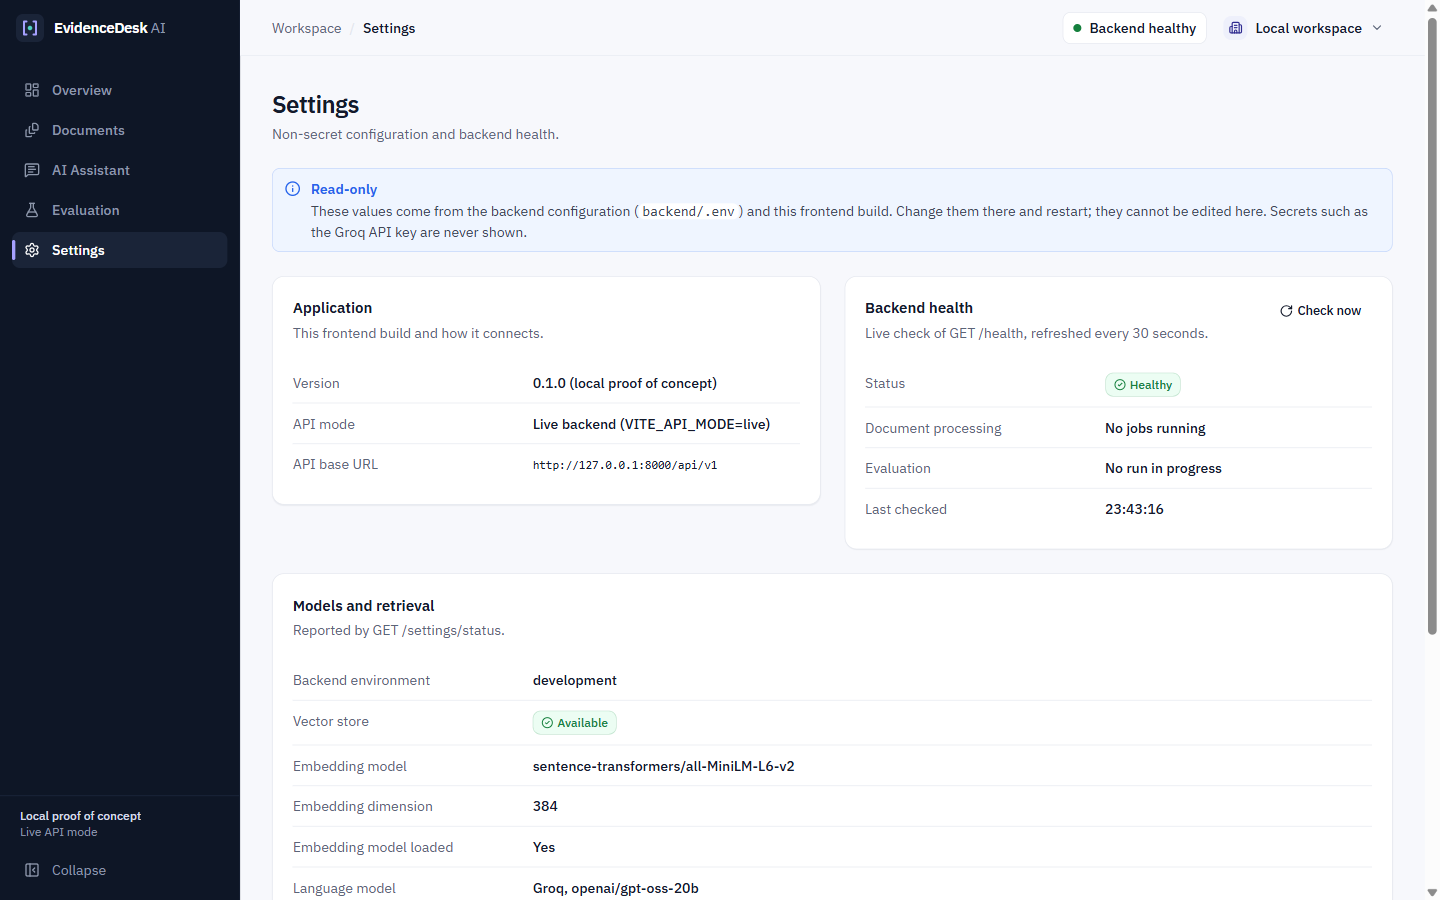 EvidenceDesk AI
Overview
Documents
AI Assistant
Evaluation
Settings
Local proof of concept
Live API mode
Collapse
Workspace / Settings
Backend healthy
Local workspace
Settings
Non-secret configuration and backend health.
Read-only
These values come from the backend configuration ( backend/.env ) and this frontend build. Change them there and restart; they cannot be edited here. Secrets such as
the Groq API key are never shown.
Application
This frontend build and how it connects.
Version 0.1.0 (local proof of concept)
API mode Live backend (VITE_API_MODE=live)
API base URL http://127.0.0.1:8000/api/v1
Backend health
Check now
Live check of GET /health, refreshed every 30 seconds.
Status Healthy
Document processing No jobs running
Evaluation No run in progress
Last checked 23:43:16
Models and retrieval
Reported by GET /settings/status.
Backend environment development
Vector store Available
Embedding model sentence-transformers/all-MiniLM-L6-v2
Embedding dimension 384
Embedding model loaded Yes
Language model Groq, openai/gpt-oss-20b